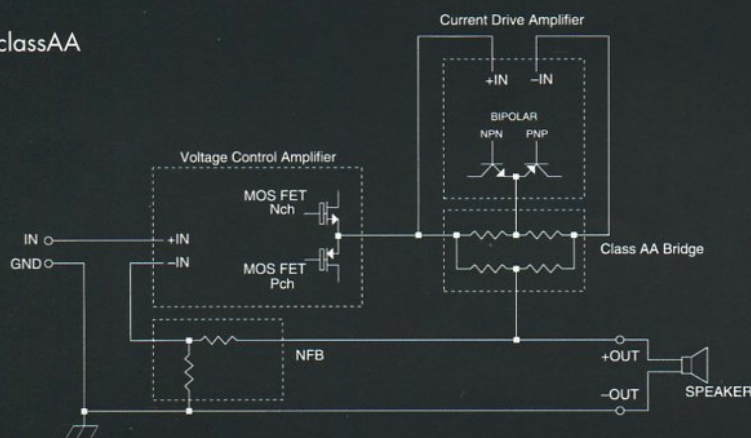 classAA
Current Drive Amplifier
+IN –IN
BIPOLAR
NPN PNP
Voltage Control Amplifier
MOS FET
Nch
IN
+IN
GND
–IN
MOS FET
Pch
Class AA Bridge
NFB
+OUT
–OUT
SPEAKER